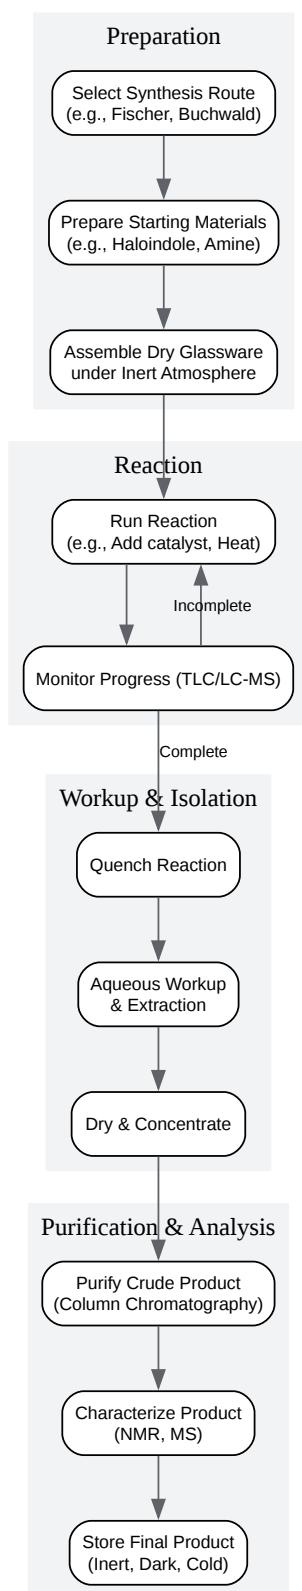 Preparation
Select Synthesis Route
(e.g., Fischer, Buchwald)
Prepare Starting Materials
(e.g., Haloindole, Amine)
Assemble Dry Glassware
under Inert Atmosphere
Reaction
Run Reaction
(e.g., Add catalyst, Heat)
Incomplete
Monitor Progress (TLC/LC-MS)
Complete
Workup & Isolation
Quench Reaction
Aqueous Workup
& Extraction
Dry & Concentrate
Purification & Analysis
Purify Crude Product
(Column Chromatography)
Characterize Product
(NMR, MS)
Store Final Product
(Inert, Dark, Cold)